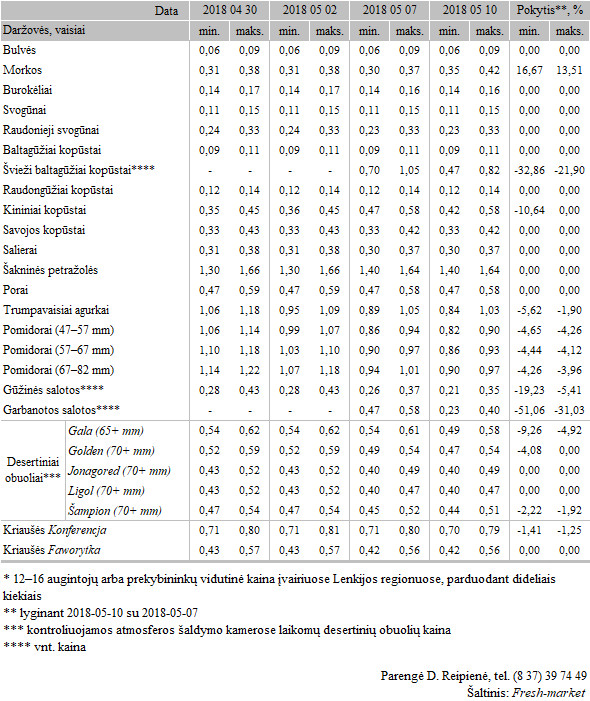 Data 2018 04 30 2018 05 02 2018 05 07 2018 05 10 Pokytis**, %
Daržovės, vaisiai min. maks. min. maks. min. maks. min. maks. min. maks.
Bulvės 0,06 0,09 0,06 0,09 0,06 0,09 0,06 0,09 0,00 0,00
Morkos 0,31 0,38 0,31 0,38 0,30 0,37 0,35 0,42 16,67 13,51
Burokėliai 0,14 0,17 0,14 0,17 0,14 0,16 0,14 0,16 0,00 0,00
Svogūnai 0,11 0,15 0,11 0,15 0,11 0,15 0,11 0,15 0,00 0,00
Raudonieji svogūnai 0,24 0,33 0,24 0,33 0,23 0,33 0,23 0,33 0,00 0,00
Baltagūžiai kopūstai 0,09 0,11 0,09 0,11 0,09 0,11 0,09 0,11 0,00 0,00
Švieži baltagūžiai kopūstai**** - - - - 0,70 1,05 0,47 0,82 -32,86 -21,90
Raudongūžiai kopūstai 0,12 0,14 0,12 0,14 0,12 0,14 0,12 0,14 0,00 0,00
Kininiai kopūstai 0,35 0,45 0,36 0,45 0,47 0,58 0,42 0,58 -10,64 0,00
Savojos kopūstai 0,33 0,43 0,33 0,43 0,33 0,42 0,33 0,42 0,00 0,00
Salierai 0,31 0,38 0,31 0,38 0,30 0,37 0,30 0,37 0,00 0,00
Šakninės petražolės 1,30 1,66 1,30 1,66 1,40 1,64 1,40 1,64 0,00 0,00
Porai 0,47 0,59 0,47 0,59 0,47 0,58 0,47 0,58 0,00 0,00
Trumpavaisiai agurkai 1,06 1,18 0,95 1,09 0,89 1,05 0,84 1,03 -5,62 -1,90
Pomidorai (47–57 mm) 1,06 1,14 0,99 1,07 0,86 0,94 0,82 0,90 -4,65 -4,26
Pomidorai (57–67 mm) 1,10 1,18 1,03 1,10 0,90 0,97 0,86 0,93 -4,44 -4,12
Pomidorai (67–82 mm) 1,14 1,22 1,07 1,18 0,94 1,01 0,90 0,97 -4,26 -3,96
Gūžinės salotos**** 0,28 0,43 0,28 0,43 0,26 0,37 0,21 0,35 -19,23 -5,41
Garbanotos salotos**** - - - - 0,47 0,58 0,23 0,40 -51,06 -31,03
Desertiniai obuoliai*** Gala (65+ mm) 0,54 0,62 0,54 0,62 0,54 0,61 0,49 0,58 -9,26 -4,92
Golden (70+ mm) 0,52 0,59 0,52 0,59 0,49 0,54 0,47 0,54 -4,08 0,00
Jonagored (70+ mm) 0,43 0,52 0,43 0,52 0,40 0,49 0,40 0,49 0,00 0,00
Ligol (70+ mm) 0,43 0,52 0,43 0,52 0,40 0,47 0,40 0,47 0,00 0,00
Šampion (70+ mm) 0,47 0,54 0,47 0,54 0,45 0,52 0,44 0,51 -2,22 -1,92
Kriaušės Konferencja 0,71 0,80 0,71 0,81 0,71 0,80 0,70 0,79 -1,41 -1,25
Kriaušės Faworytka 0,43 0,57 0,43 0,57 0,42 0,56 0,42 0,56 0,00 0,00
* 12–16 augintojų arba prekybininkų vidutinė kaina įvairiuose Lenkijos regionuose, parduodant dideliais
kiekiais
** lyginant 2018-05-10 su 2018-05-07
*** kontroliuojamos atmosferos šaldymo kamerose laikomų desertinių obuolių kaina
**** vnt. kaina
Parengė D. Reipienė, tel. (8 37) 39 74 49
Šaltinis: Fresh-market